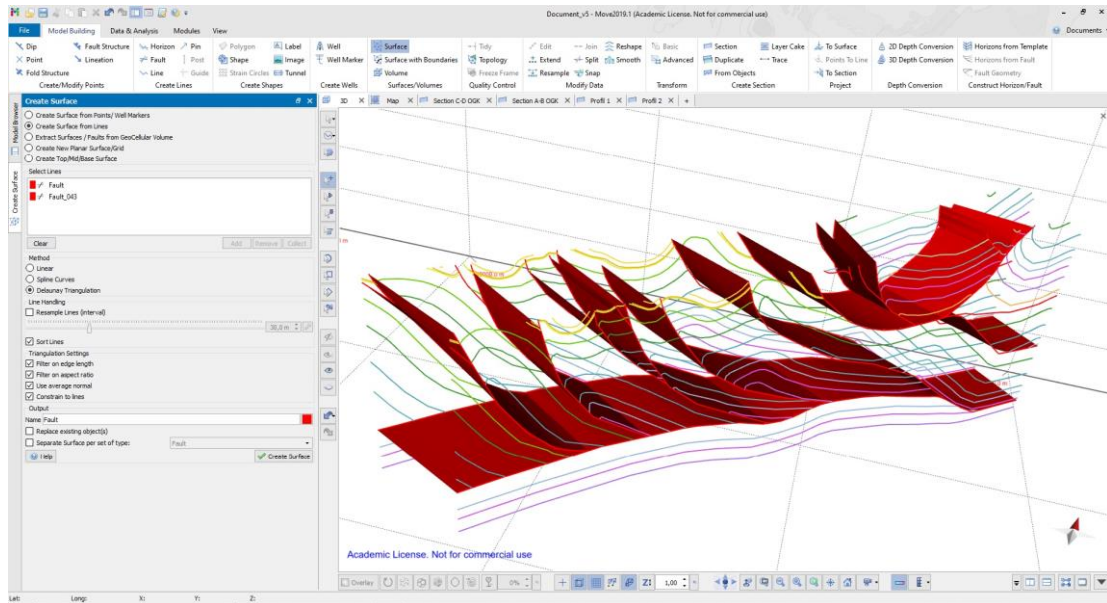 Document_v5 - Move2019.1 (Academic License. Not for commercial use)
File Model Building Data & Analysis Modules View
Documents
Dip Fault Structure Horizon Pin Polygon Label Well Surface Tidy Edit Join Reshape Basic Section Layer Cake To Surface 2D Depth Conversion Horizons from Template
Point Lineation Fault Post Shape Image Well Marker Surface with Boundaries Topology Extend Split Smooth Advanced Duplicate Trace Points To Line 3D Depth Conversion Horizons from Fault
Fold Structure Line Guide Strain Circles Tunnel Volume Freeze Frame Resample Snap From Objects To Section Fault Geometry
Create/Modify Points Create Lines Create Shapes Create Wells Surfaces/Volumes Quality Control Modify Data Transform Create Section Project Depth Conversion Construct Horizon/Fault
Model Browser
Create Surface
Create Surface
3D Map Section C-D OGK Section A-B OGK Profil 1 Profil 2
Create Surface from Points/ Well Markers
Create Surface from Lines
Extract Surfaces / Faults from GeoCellular Volume
Create New Planar Surface/Grid
Create Top/Mid/Base Surface
Select Lines
Fault
Fault_043
Clear Add Remove Collect
Method
Linear
Spline Curves
Delaunay Triangulation
Line Handling
Resample Lines (interval)
30,0 m
Sort Lines
Triangulation Settings
Filter on edge length
Filter on aspect ratio
Use average normal
Constrain to lines
Output
Name Fault
Replace existing object(s)
Separate Surface per set of type: Fault
Help Create Surface
Academic License. Not for commercial use
Overlay 0% Z: 1,00
Lat: Long: X: Y: Z: